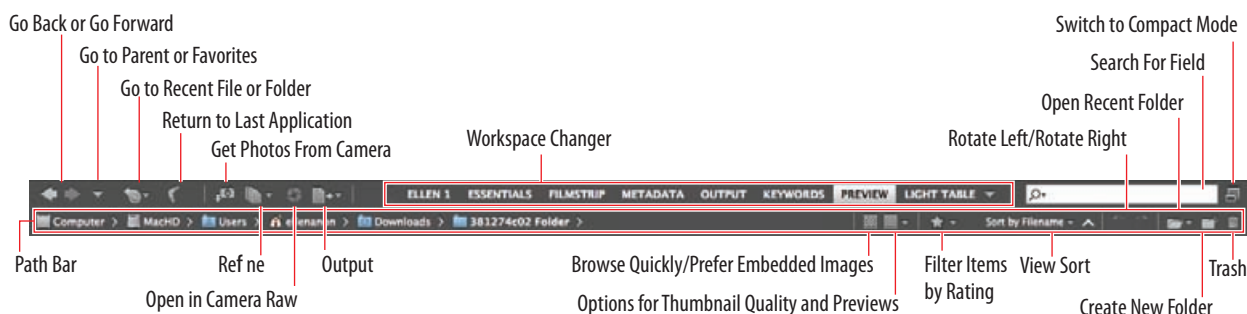 Go Back or Go Forward
Switch to Compact Mode
Go to Parent or Favorites
Search For Field
Go to Recent File or Folder
Open Recent Folder
Return to Last Application
Workspace Changer
Rotate Left/Rotate Right
Get Photos From Camera
ELLEN 1 ESSENTIALS FILMSTRIP METADATA OUTPUT KEYWORDS PREVIEW LIGHT TABLE
Computer > MacHD > Users > > Downloads > 381274c02 Folder > Sort by Filename
Path Bar
Ref ne
Output
Browse Quickly/Prefer Embedded Images
Filter Items
by Rating
View Sort
Trash
Open in Camera Raw
Options for Thumbnail Quality and Previews
Create New Folder